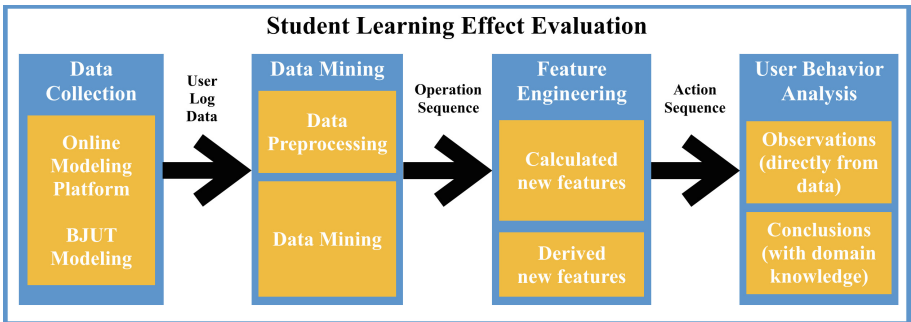 Student Learning Effect Evaluation
Data
Collection
Online
Modeling
Platform
BJUT
Modeling
User
Log
Data
Data Mining
Data
Preprocessing
Data Mining
Operation
Sequence
Feature
Engineering
Calculated
new features
Derived
new features
Action
Sequence
User Behavior
Analysis
Observations
(directly from
data)
Conclusions
(with domain
knowledge)